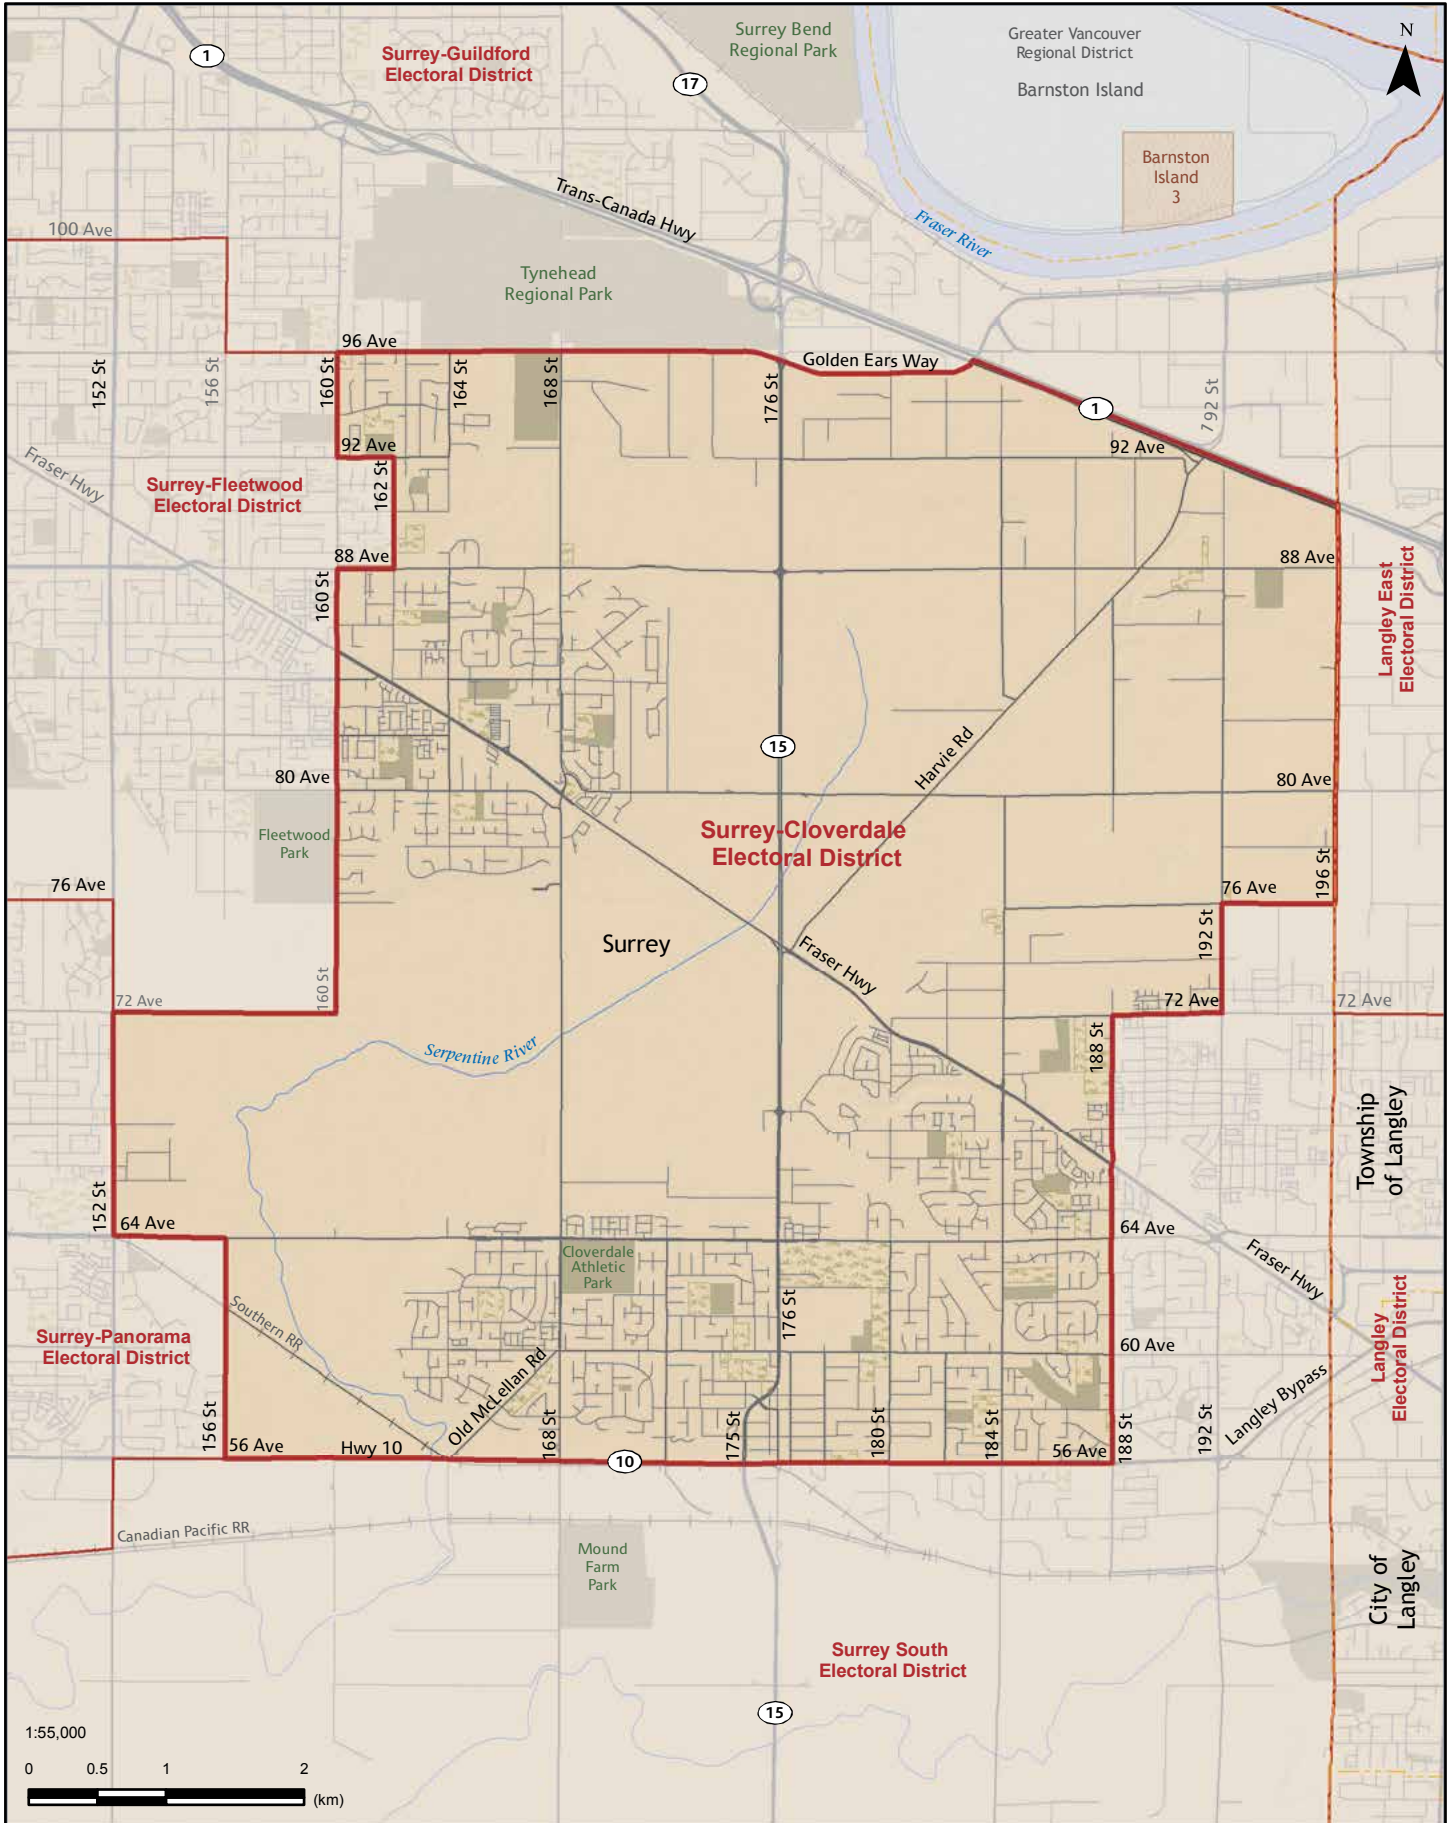 N
1
Surrey-Guildford
Electoral District
17
Surrey Bend
Regional Park
Greater Vancouver
Regional District
Barnston Island
Barnston
Island
3
Trans-Canada Hwy
Fraser River
100 Ave
Tynehead
Regional Park
96 Ave
Golden Ears Way
152 St
156 St
160 St
164 St
168 St
176 St
1
192 St
92 Ave
92 Ave
Fraser Hwy
Surrey-Fleetwood
Electoral District
162 St
88 Ave
88 Ave
160 St
Langley East
Electoral District
15
Harvie Rd
80 Ave
80 Ave
Surrey-Cloverdale
Electoral District
Fleetwood
Park
76 Ave
76 Ave
196 St
192 St
Surrey
Fraser Hwy
72 Ave
160 St
72 Ave
72 Ave
Serpentine River
188 St
Township
of Langley
152 St
64 Ave
64 Ave
Cloverdale
Athletic
Park
Fraser Hwy
Southern RR
176 St
Surrey-Panorama
Electoral District
60 Ave
Langley
Electoral District
Old McLellan Rd
Langley Bypass
156 St
56 Ave
Hwy 10
168 St
10
175 St
180 St
184 St
56 Ave
188 St
192 St
Canadian Pacific RR
Mound
Farm
Park
City of
Langley
Surrey South
Electoral District
15
1:55,000
0 0.5 1 2
(km)